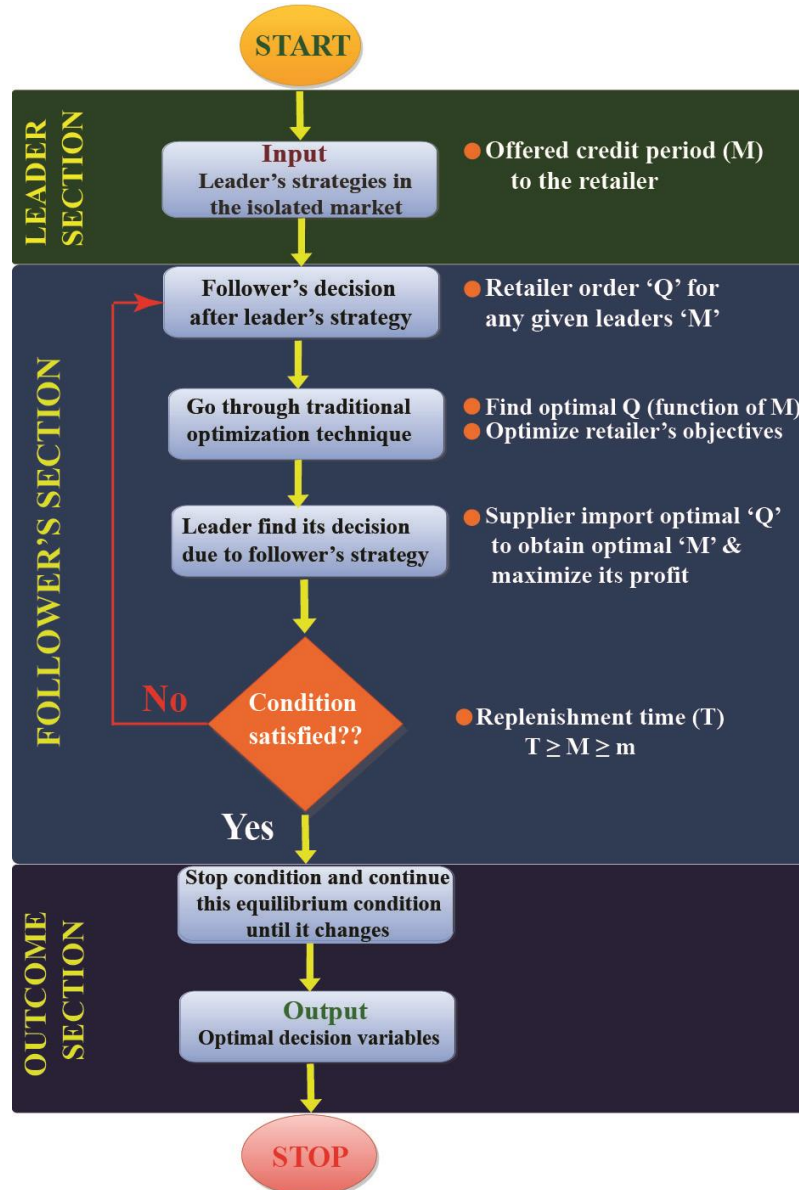 START
LEADER
SECTION
Input
Leader's strategies in
the isolated market
Offered credit period (M)
to the retailer
FOLLOWER'S SECTION
Follower's decision
after leader's strategy
Retailer order ‘Q’ for
any given leaders ‘M’
Go through traditional
optimization technique
Find optimal Q (function of M)
Optimize retailer's objectives
Leader find its decision
due to follower's strategy
Supplier import optimal ‘Q’
to obtain optimal ‘M’ &
maximize its profit
No
Condition
satisfied??
Replenishment time (T)
T ≥ M ≥ m
Yes
OUTCOME
SECTION
Stop condition and continue
this equilibrium condition
until it changes
Output
Optimal decision variables
STOP